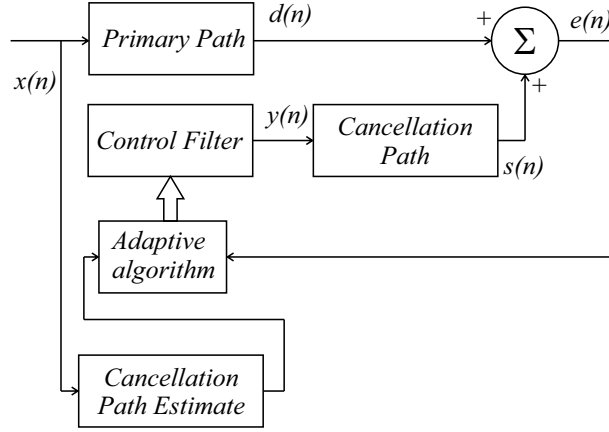 d(n)
+
e(n)
Primary Path
Σ
x(n)
+
y(n)
Control Filter
Cancellation
Path
s(n)
Adaptive
algorithm
Cancellation
Path Estimate